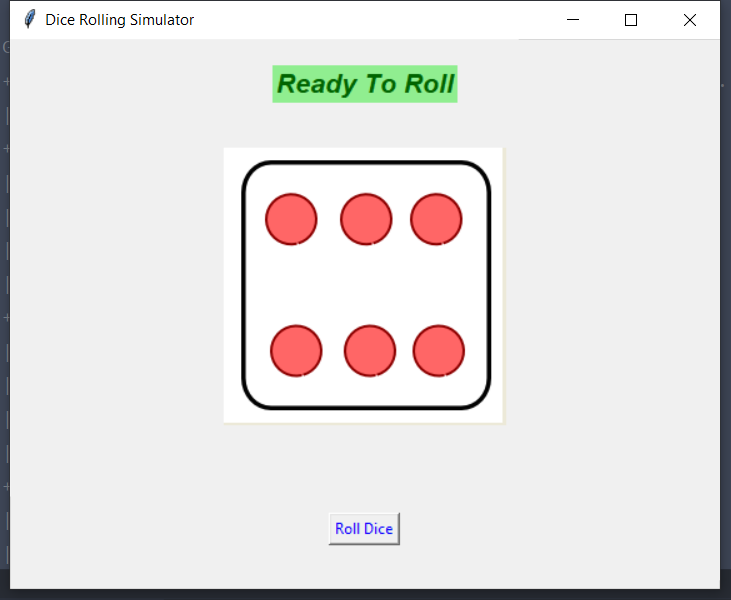 Dice Rolling Simulator
Ready To Roll
Roll Dice